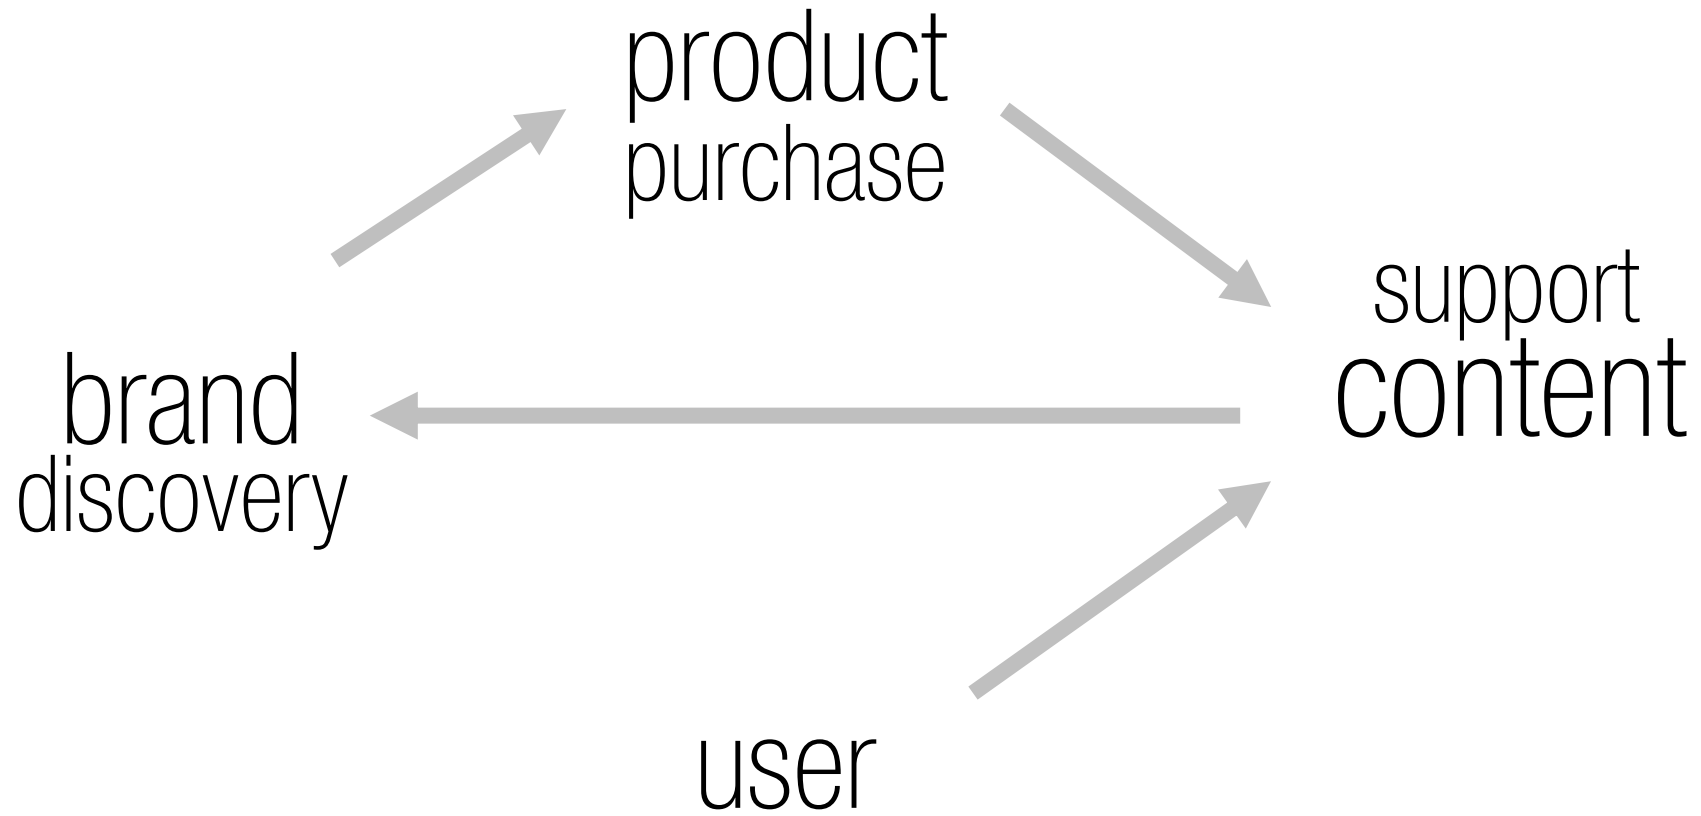 product
purchase
support
content
brand
discovery
user